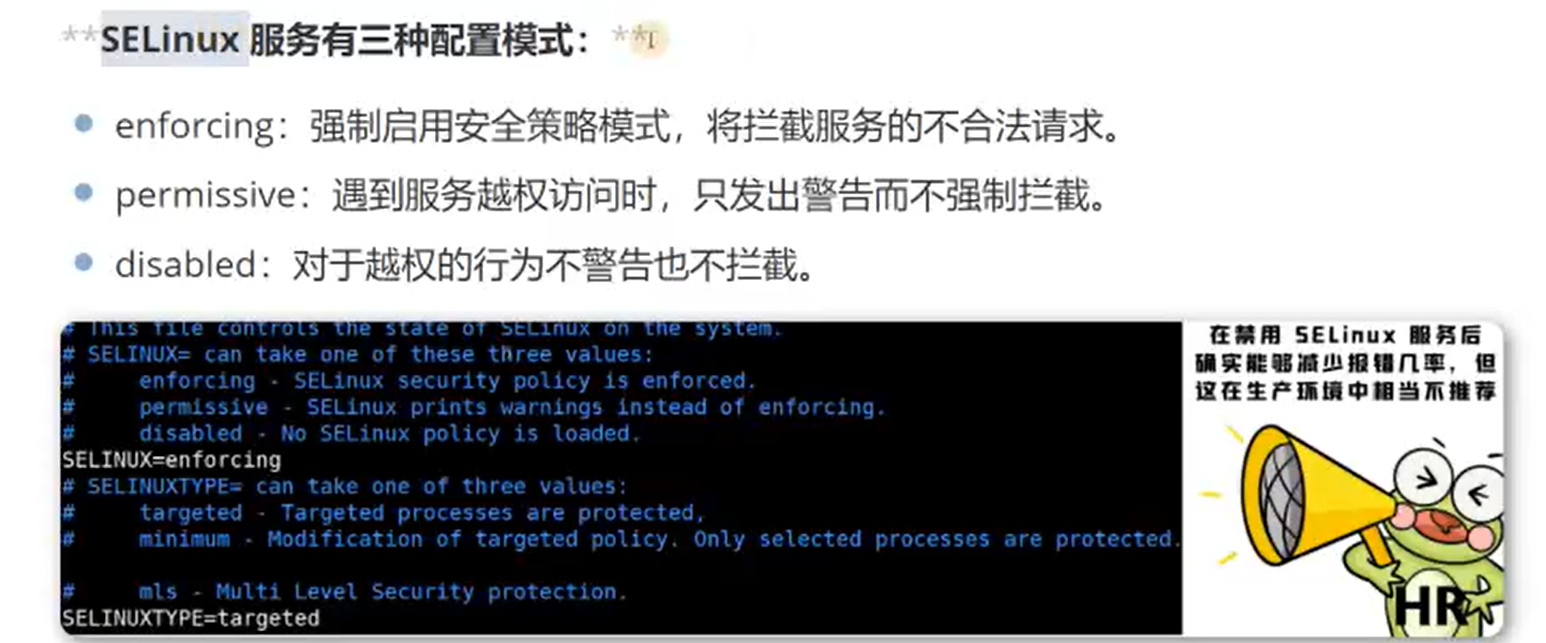 **SELinux 服务有三种配置模式： **
enforcing：强制启用安全策略模式，将拦截服务的不合法请求。
permissive：遇到服务越权访问时，只发出警告而不强制拦截。
disabled：对于越权的行为不警告也不拦截。
# This file controls the state of SELinux on the system.
# SELINUX= can take one of these three values:
#     enforcing - SELinux security policy is enforced.
#     permissive - SELinux prints warnings instead of enforcing.
#     disabled - No SELinux policy is loaded.
SELINUX=enforcing
# SELINUXTYPE= can take one of three values:
#     targeted - Targeted processes are protected,
#     minimum - Modification of targeted policy. Only selected processes are protected.
#     mls - Multi Level Security protection.
SELINUXTYPE=targeted
在禁用 SELinux 服务后
确实能够减少报错几率，但
这在生产环境中相当不推荐
HR